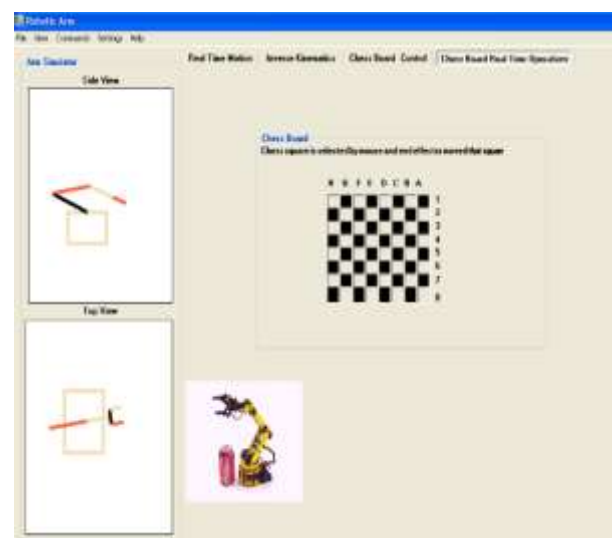 Robotic Arm
File View Commands Settings Help
Arm Simulator
Side View
Top View
Real Time Motion Inverse Kinematics Chess Board Control Chess Board Real Time Operations
Chess Board
Chess square is selected by mouse and end effector moved that square
H G F E D C B A
1
2
3
4
5
6
7
8